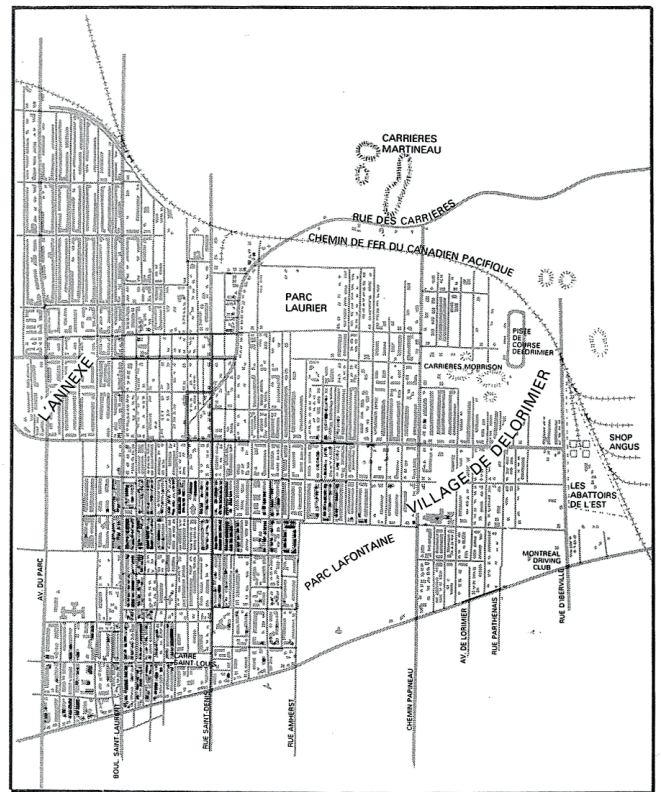 CARRIÈRES
MARTINEAU
RUE DES CARRIÈRES
CHEMIN DE FER DU CANADIEN PACIFIQUE
PARC
LAURIER
PISTE
DE
COURSE
DELORIMIER
L'ANNEXE
CARRIERES MORRISON
SHOP
ANGUS
VILLAGE DE DELORIMIER
LES
ABATTOIRS
DE L'EST
PARC LAFONTAINE
MONTREAL
DRIVING
CLUB
AV. DU PARC
CARRE
SAINT-LOUIS
BOUL SAINT-LAURENT
RUE SAINT-DENIS
RUE AMHERST
CHEMIN PAPINEAU
AV. DE LORIMIER
RUE PARTHENAIS
RUE D'IBERVILLE